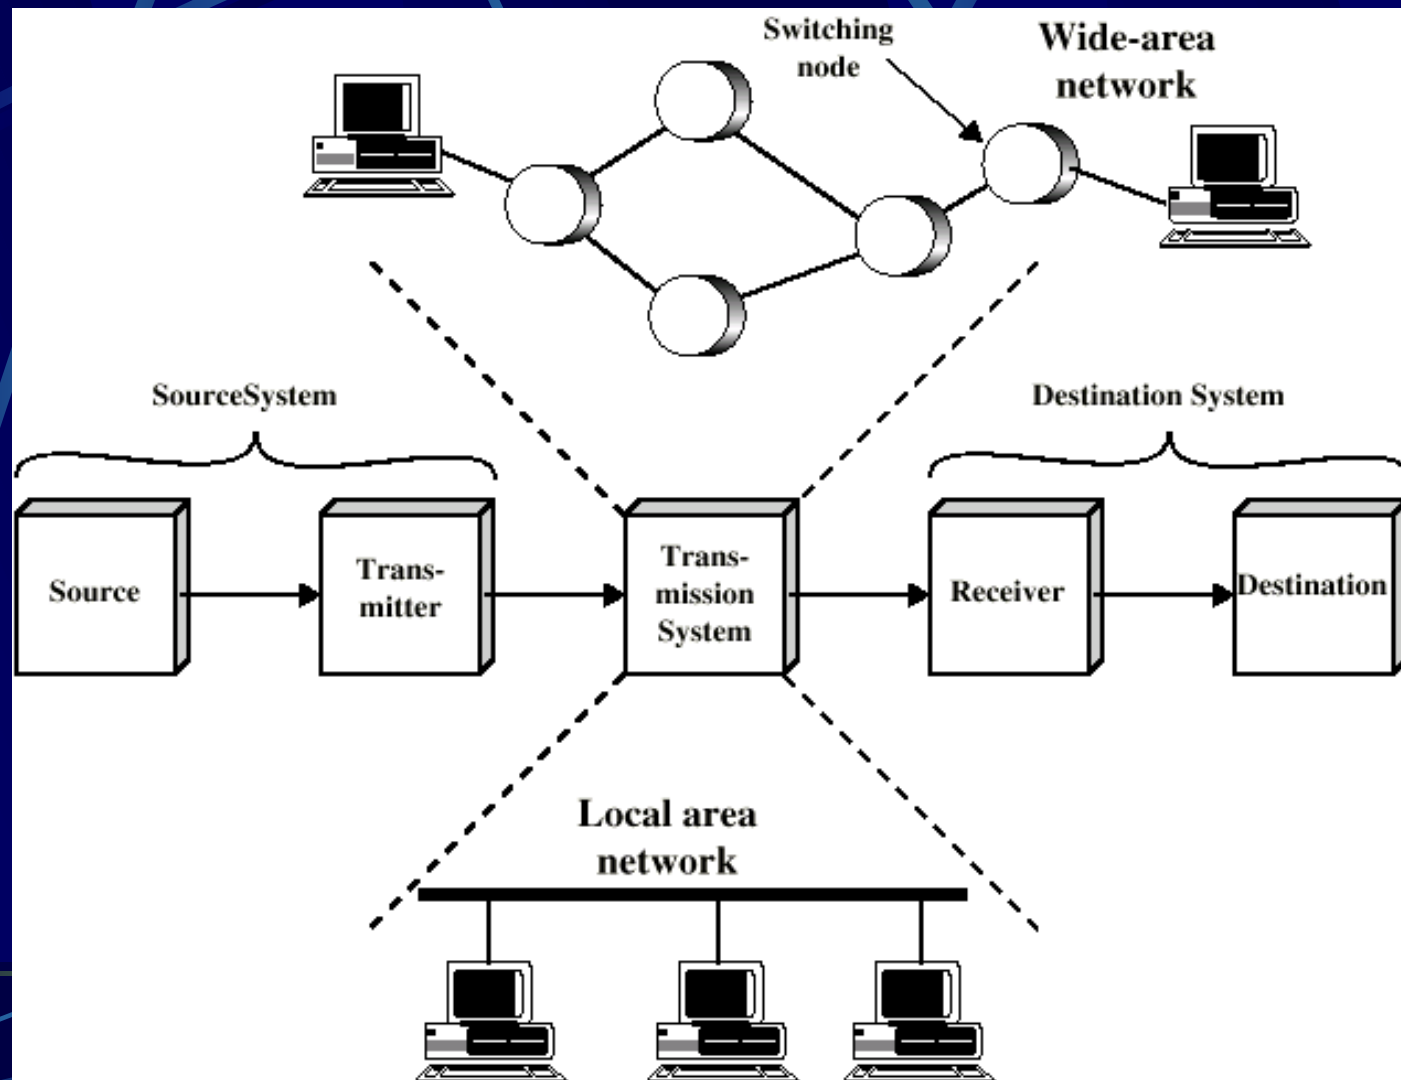 Switching
node
Wide-area
network
SourceSystem
Destination System
Source
Trans-
mitter
Trans-
mission
System
Receiver
Destination
Local area
network